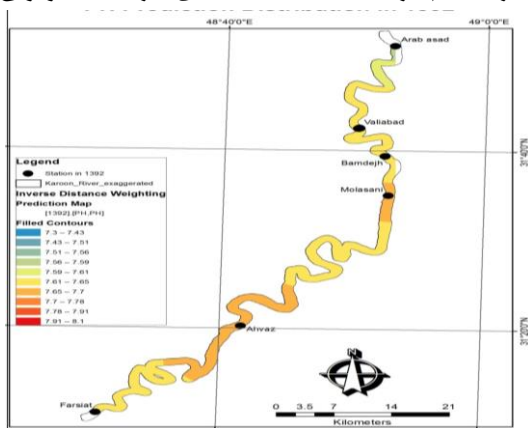 48°40'E
49°0'E
Arab asad
Valiabad
Bamdejh
Molasani
Ahvaz
Farsiat
Legend
Station in 1392
Karoon_River_exaggerated
Inverse Distance Weighting
Prediction Map
[1392].[PH,PH]
Filled Contours
7.3 – 7.43
7.43 – 7.51
7.51 – 7.56
7.56 – 7.59
7.59 – 7.61
7.61 – 7.65
7.65 – 7.7
7.7 – 7.78
7.78 – 7.91
7.91 – 8.1
N
0 3.5 7 14 21
Kilometers